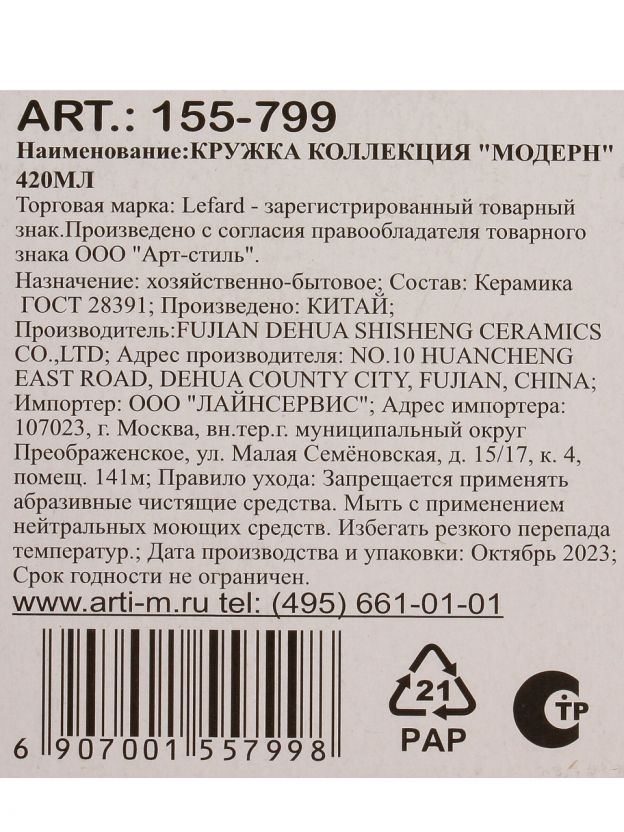 ART.: 155-799
Наименование:КРУЖКА КОЛЛЕКЦИЯ "МОДЕРН"
420МЛ
Торговая марка: Lefard - зарегистрированный товарный
знак.Произведено с согласия правообладателя товарного
знака ООО "Арт-стиль".
Назначение: хозяйственно-бытовое; Состав: Керамика
ГОСТ 28391; Произведено: КИТАЙ;
Производитель:FUJIAN DEHUA SHISHENG CERAMICS
CO.,LTD; Адрес производителя: NO.10 HUANCHENG
EAST ROAD, DEHUA COUNTY CITY, FUJIAN, CHINA;
Импортер: ООО "ЛАЙНСЕРВИС"; Адрес импортера:
107023, г. Москва, вн.тер.г. муниципальный округ
Преображенское, ул. Малая Семёновская, д. 15/17, к. 4,
помещ. 141м; Правило ухода: Запрещается применять
абразивные чистящие средства. Мыть с применением
нейтральных моющих средств. Избегать резкого перепада
температур.; Дата производства и упаковки: Октябрь 2023;
Срок годности не ограничен.
www.arti-m.ru tel: (495) 661-01-01
6 907001 557998
21
PAP
СТР